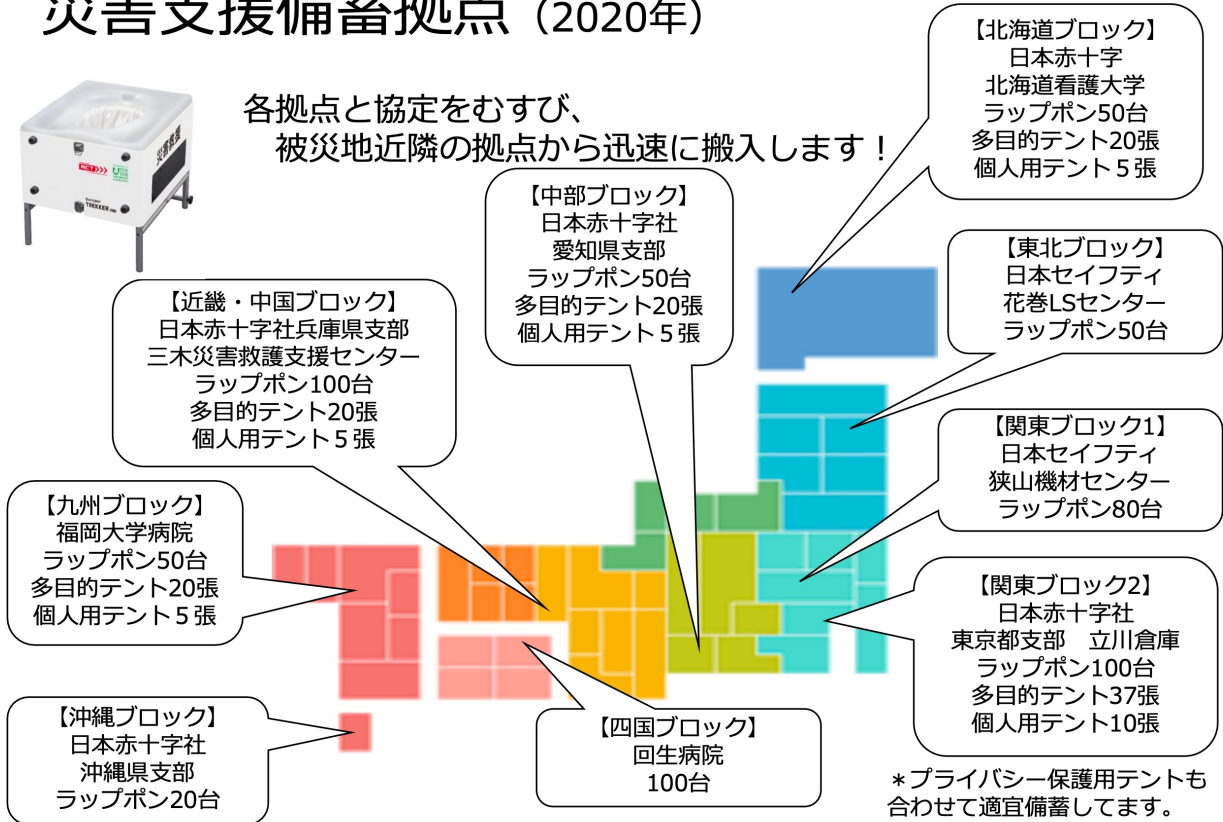 災害支援備蓄拠点（2020年）
各拠点と協定をむすび、
被災地近隣の拠点から迅速に搬入します！
災害救援
ACT
TREKKER
【北海道ブロック】
日本赤十字
北海道看護大学
ラップポン50台
多目的テント20張
個人用テント５張
【中部ブロック】
日本赤十字社
愛知県支部
ラップポン50台
多目的テント20張
個人用テント５張
【東北ブロック】
日本セイフティ
花巻LSセンター
ラップポン50台
【近畿・中国ブロック】
日本赤十字社兵庫県支部
三木災害救護支援センター
ラップポン100台
多目的テント20張
個人用テント５張
【関東ブロック1】
日本セイフティ
狭山機材センター
ラップポン80台
【九州ブロック】
福岡大学病院
ラップポン50台
多目的テント20張
個人用テント５張
【関東ブロック2】
日本赤十字社
東京都支部　立川倉庫
ラップポン100台
多目的テント37張
個人用テント10張
【沖縄ブロック】
日本赤十字社
沖縄県支部
ラップポン20台
【四国ブロック】
回生病院
100台
＊プライバシー保護用テントも
合わせて適宜備蓄してます。